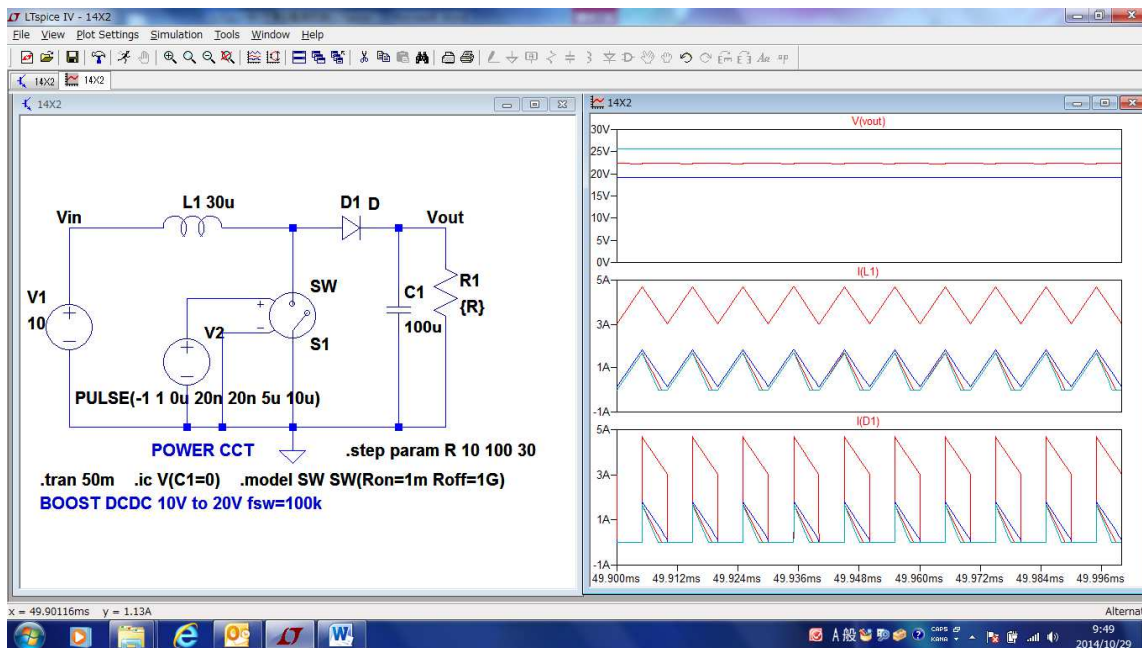 LTspice IV - 14X2
File View Plot Settings Simulation Tools Window Help
14X2 14X2
14X2
Vin
L1 30u
D1 D
Vout
V1
10
V2
SW
S1
C1
100u
R1
{R}
PULSE(-1 1 0u 20n 20n 5u 10u)
POWER CCT
.step param R 10 100 30
.tran 50m .ic V(C1=0) .model SW SW(Ron=1m Roff=1G)
BOOST DCDC 10V to 20V fsw=100k
14X2
V(vout)
30V
25V
20V
15V
10V
5V
0V
I(L1)
5A
3A
1A
-1A
I(D1)
5A
3A
1A
-1A
49.900ms 49.912ms 49.924ms 49.936ms 49.948ms 49.960ms 49.972ms 49.984ms 49.996ms
x = 49.90116ms y = 1.13A
Alternat
A 般
CAPS
KANA
9:49
2014/10/29